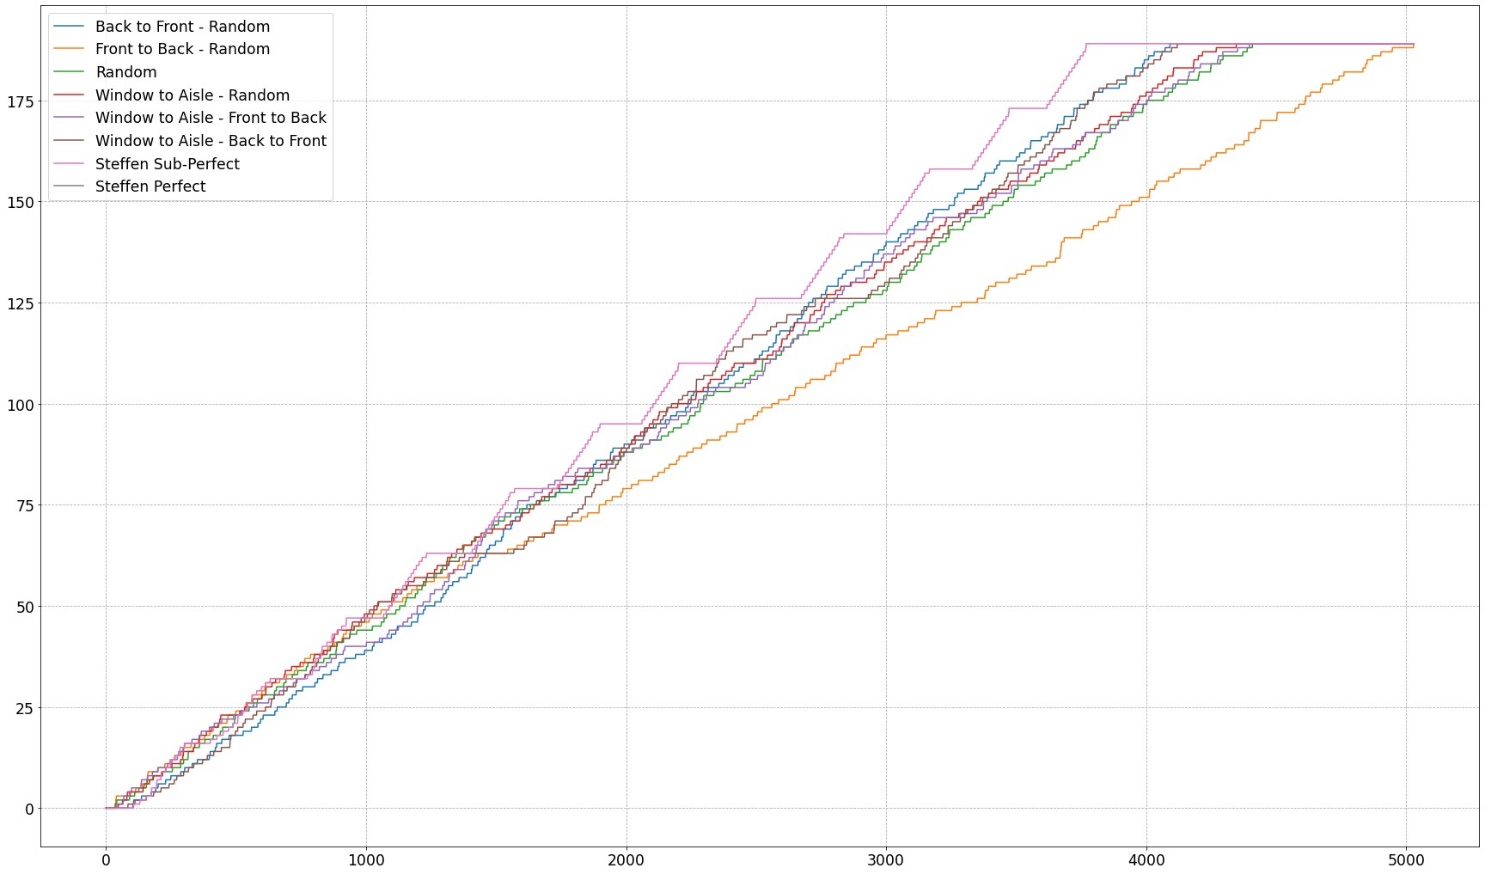 Back to Front - Random
Front to Back - Random
Random
Window to Aisle - Random
Window to Aisle - Front to Back
Window to Aisle - Back to Front
Steffen Sub-Perfect
Steffen Perfect
175
150
125
100
75
50
25
0
0 1000 2000 3000 4000 5000